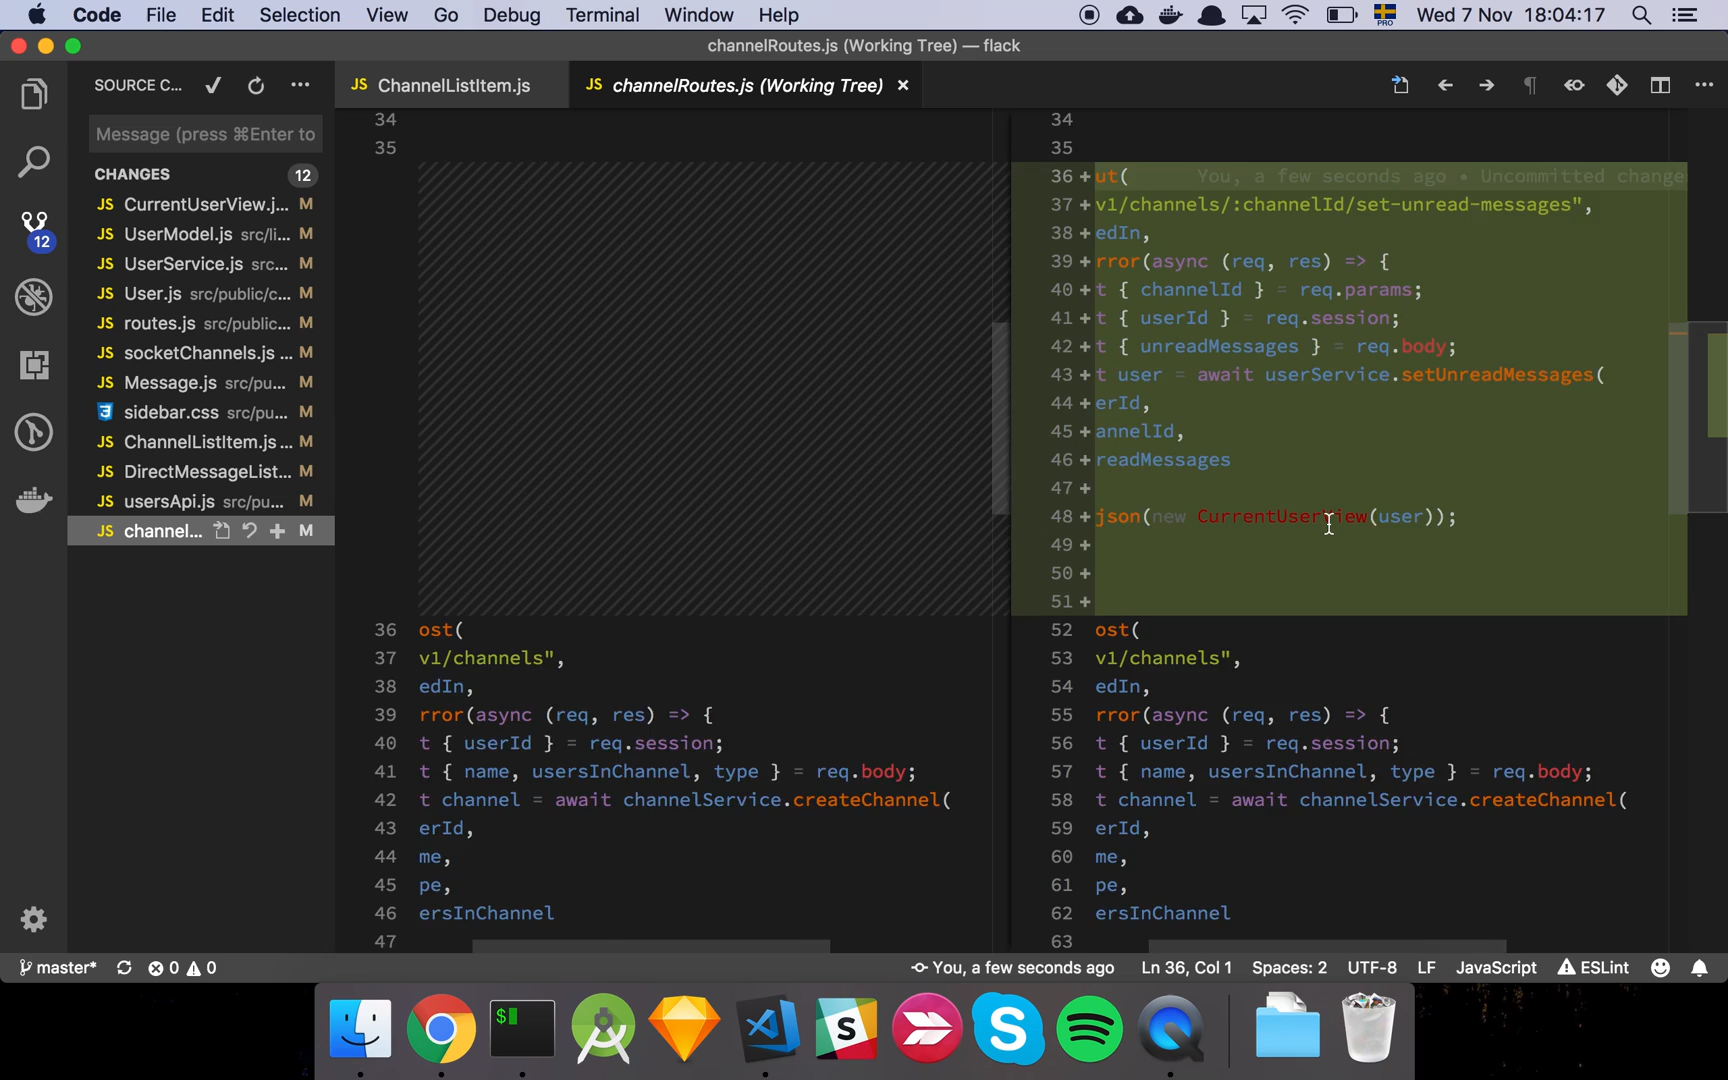 Code File Edit Selection View Go Debug Terminal Window Help PRO Wed 7 Nov 18:04:17
channelRoutes.js (Working Tree) — flack
SOURCE C... ···
JS ChannelListItem.js
JS channelRoutes.js (Working Tree) ×
Message (press ⌘Enter to
CHANGES 12
12
JS CurrentUserView.j... M
JS UserModel.js src/li... M
JS UserService.js src... M
JS User.js src/public/c... M
JS routes.js src/public... M
JS socketChannels.js ... M
JS Message.js src/pu... M
3 sidebar.css src/pu... M
JS ChannelListItem.js ... M
JS DirectMessageList... M
JS usersApi.js src/pu... M
JS channel... M
34
35
36 ost(
37 v1/channels",
38 edIn,
39 rror(async (req, res) => {
40 t { userId } = req.session;
41 t { name, usersInChannel, type } = req.body;
42 t channel = await channelService.createChannel(
43 erId,
44 me,
45 pe,
46 ersInChannel
47
34
35
36 + ut( You, a few seconds ago • Uncommitted change
37 + v1/channels/:channelId/set-unread-messages",
38 + edIn,
39 + rror(async (req, res) => {
40 + t { channelId } = req.params;
41 + t { userId } = req.session;
42 + t { unreadMessages } = req.body;
43 + t user = await userService.setUnreadMessages(
44 + erId,
45 + annelId,
46 + readMessages
47 +
48 + json(new CurrentUserView(user));
49 +
50 +
51 +
52 ost(
53 v1/channels",
54 edIn,
55 rror(async (req, res) => {
56 t { userId } = req.session;
57 t { name, usersInChannel, type } = req.body;
58 t channel = await channelService.createChannel(
59 erId,
60 me,
61 pe,
62 ersInChannel
63
master* 0 0 You, a few seconds ago Ln 36, Col 1 Spaces: 2 UTF-8 LF JavaScript ESLint
$
S
S